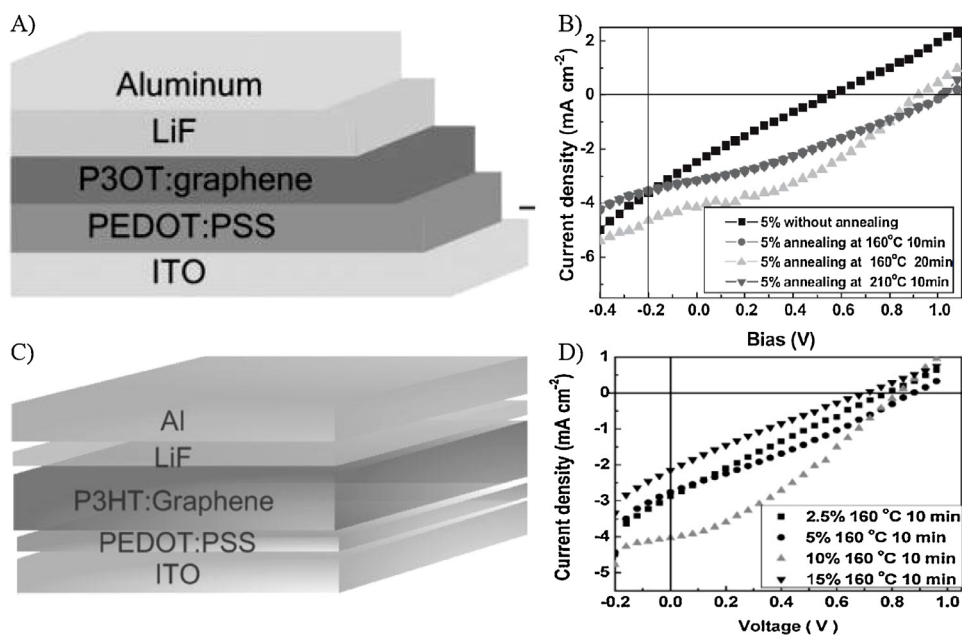 A)
Aluminum
LiF
P3OT:graphene
PEDOT:PSS
ITO
B)
Current density (mA cm⁻²)
2
0
-2
-4
-6
5% without annealing
5% annealing at 160°C 10min
5% annealing at 160°C 20min
5% annealing at 210°C 10min
-0.4 -0.2 0.0 0.2 0.4 0.6 0.8 1.0
Bias (V)
C)
Al
LiF
P3HT:Graphene
PEDOT:PSS
ITO
D)
Current density (mA cm⁻²)
1
0
-1
-2
-3
-4
-5
2.5% 160 °C 10 min
5% 160 °C 10 min
10% 160 °C 10 min
15% 160 °C 10 min
-0.2 0.0 0.2 0.4 0.6 0.8 1.0
Voltage ( V )